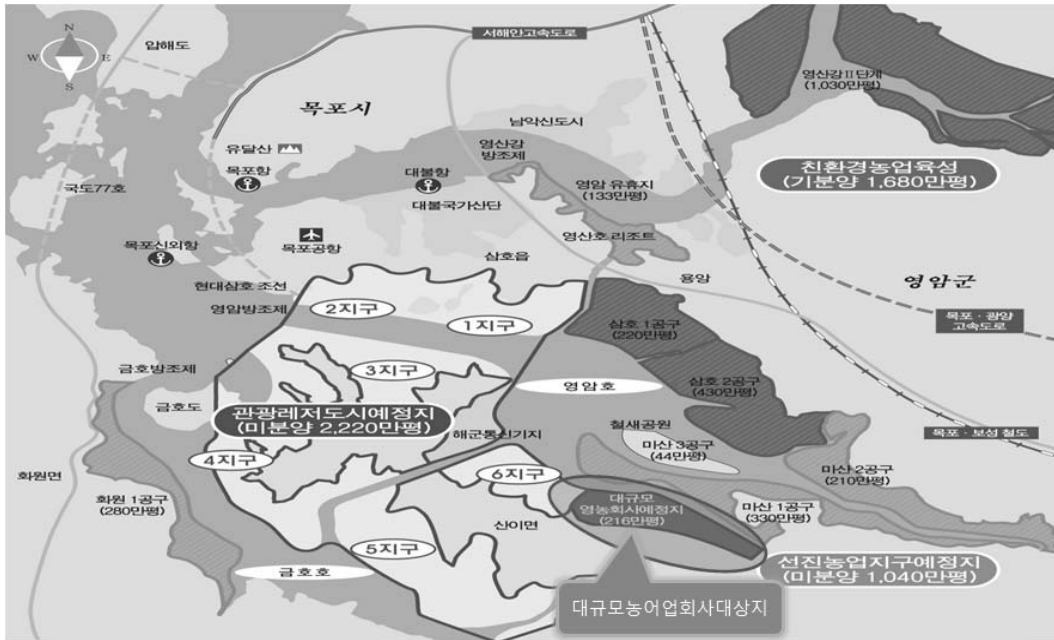 N
W E
S
압해도
서해안고속도로
목포시
영산강Ⅱ단계
(1,030만평)
남악신도시
영산강
방조제
유달산
목포항
대불항
국도77호
대불국가산단
영암 유휴지
(133만평)
친환경농업육성
(기분양 1,680만평)
목포신외항
목포공항
영산호 리조트
삼호읍
용앙
영암군
현대삼호 조선
영암방조제
2지구
1지구
삼호 1공구
(220만평)
목포 · 광양
고속도로
금호방조제
3지구
영암호
삼호 2공구
(430만평)
금호도
관광레저도시예정지
(미분양 2,220만평)
철새공원
해군통신기지
마산 3공구
(44만평)
목포 · 보성 철도
4지구
6지구
마산 2공구
(210만평)
화원면
화원 1공구
(280만평)
대규모
영농회사예정지
(216만평)
마산 1공구
(330만평)
산이면
5지구
선진농업지구예정지
(미분양 1,040만평)
금호호
대규모농어업회사대상지